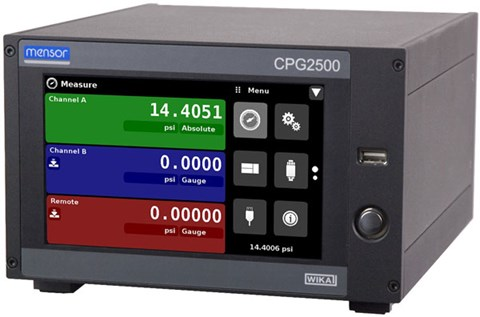 mensor
CPG2500
Measure
Menu
Channel A
14.4051
psi Absolute
Channel B
0.0000
psi Gauge
Remote
0.00000
psi Gauge
14.4006 psi
WIKAI